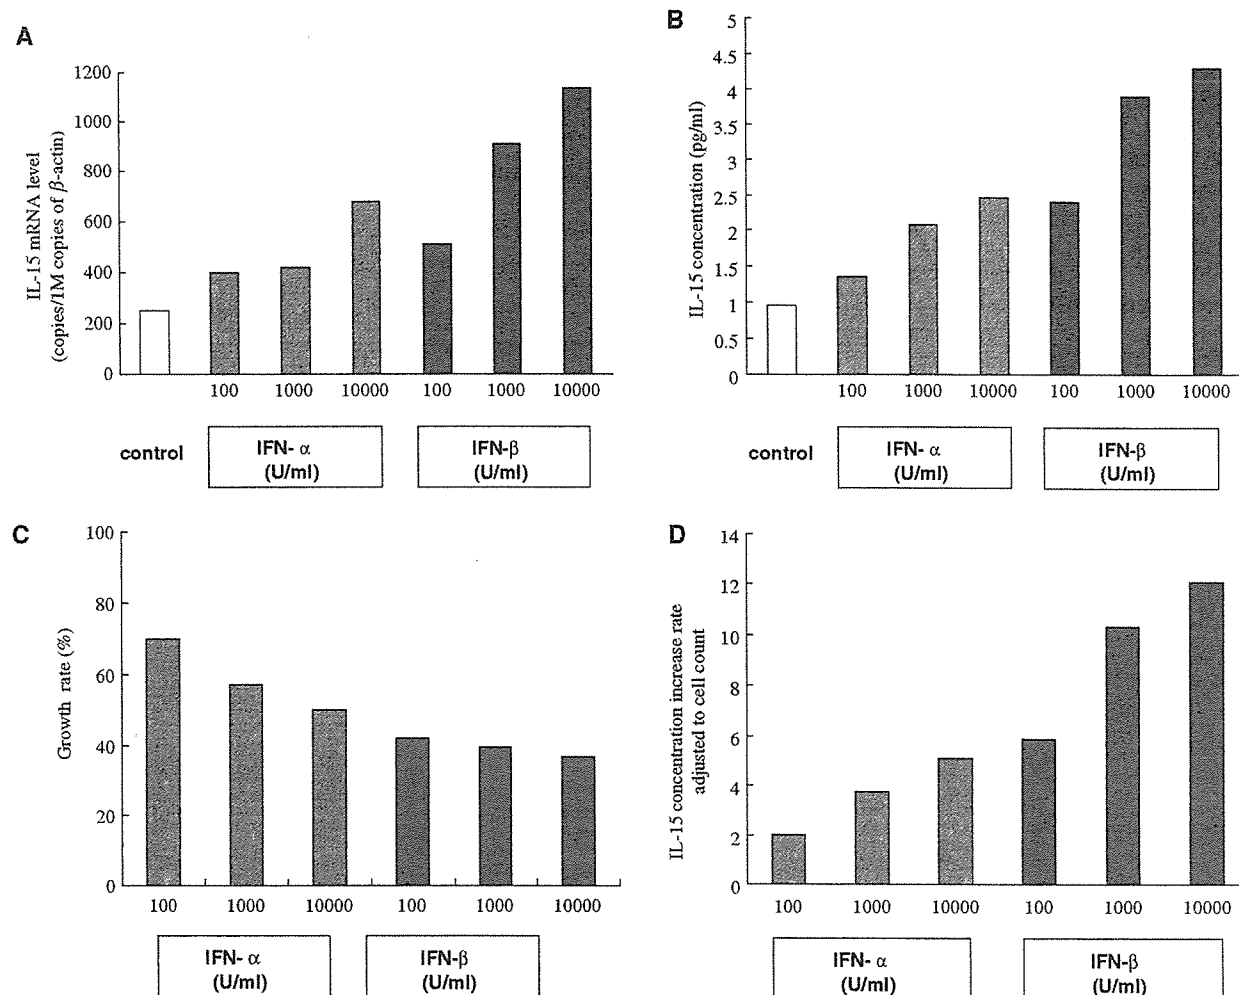 A
IL-15 mRNA level
(copies/1M copies of β-actin)
1200
1000
800
600
400
200
0
100 1000 10000 100 1000 10000
control
IFN- α
(U/ml)
IFN-β
(U/ml)
B
IL-15 concentration (pg/ml)
5
4.5
4
3.5
3
2.5
2
1.5
1
0.5
0
100 1000 10000 100 1000 10000
control
IFN- α
(U/ml)
IFN-β
(U/ml)
C
Growth rate (%)
100
80
60
40
20
0
100 1000 10000 100 1000 10000
IFN- α
(U/ml)
IFN-β
(U/ml)
D
IL-15 concentration increase rate
adjusted to cell count
14
12
10
8
6
4
2
0
100 1000 10000 100 1000 10000
IFN- α
(U/ml)
IFN-β
(U/ml)